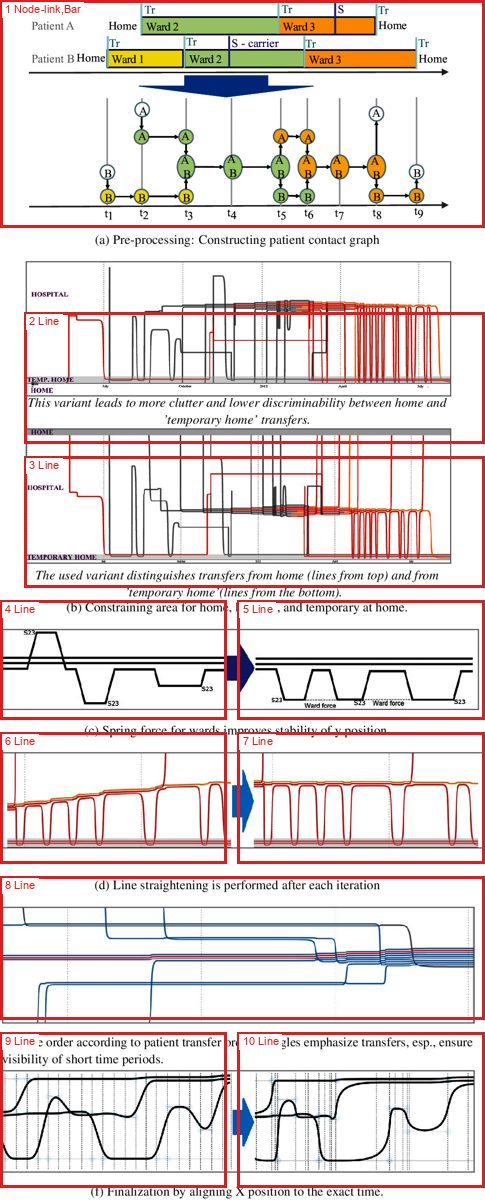 1 Node-link,Bar
Tr Tr S Tr
Patient A Home Ward 2 Ward 3 Home
Tr Tr S - carrier Tr Tr
Patient B Home Ward 1 Ward 2 Ward 3 Home
A A A A A A A A A A A
B B B B B B B B B B B B
t1 t2 t3 t4 t5 t6 t7 t8 t9
(a) Pre-processing: Constructing patient contact graph
HOSPITAL
2 Line
TEMP. HOME
HOME
July October 2012 April July
This variant leads to more clutter and lower discriminability between home and
'temporary home' transfers.
HOME
3 Line
HOSPITAL
TEMPORARY HOME
The used variant distinguishes transfers from home (lines from top) and from
'temporary home'(lines from the bottom).
(b) Constraining area for home, , and temporary at home.
4 Line 5 Line
S23 S23 S23
S23 Ward force S23 Ward force S23
(c) Spring force for wards improves stability of y position
6 Line 7 Line
(d) Line straightening is performed after each iteration
8 Line
9 Line 10 Line
order according to patient transfer emphasize transfers, esp., ensure
visibility of short time periods.
(f) Finalization by aligning X position to the exact time.